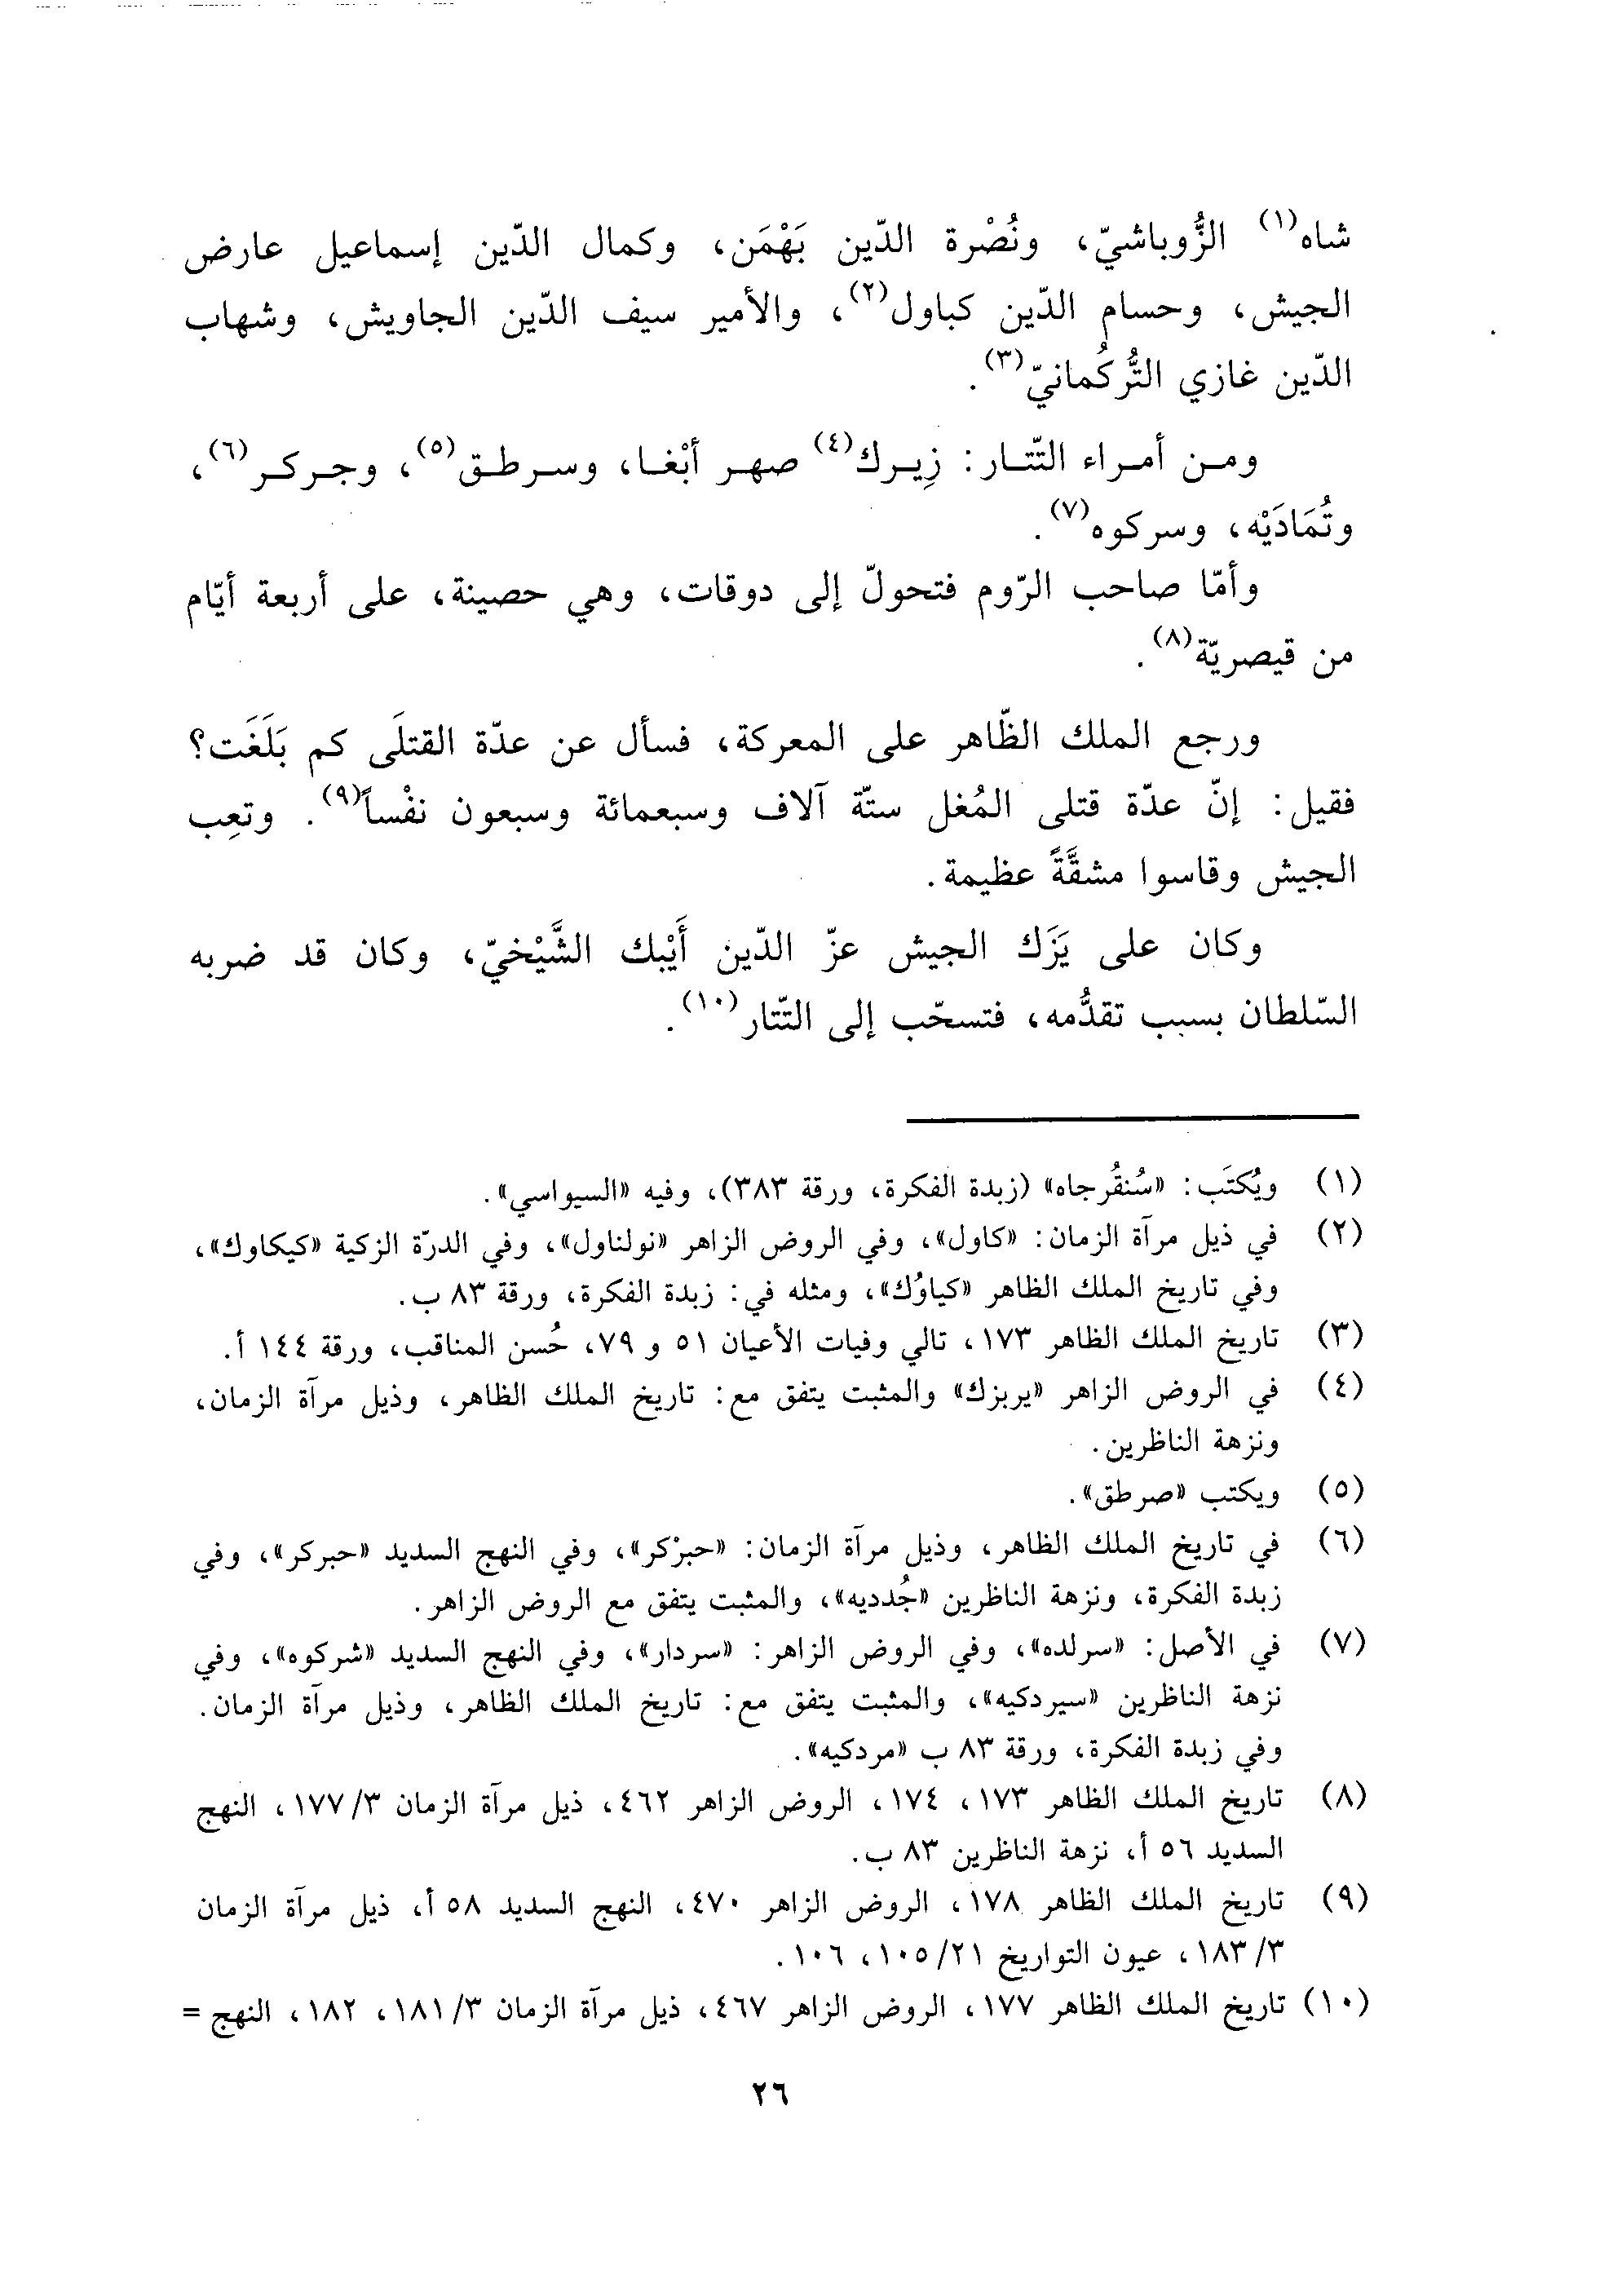 شاه(١) الزُّوباشيّ، ونُصْرة الدّين بَهْمَن، وكمال الدّين إسماعيل عارض
الجيش، وحسام الدّين كباول(٢)، والأمير سيف الدّين الجاويش، وشهاب
الدّين غازي التُّركُمانيّ(٣).
ومن أمراء التّتار: زِيرك(٤) صهر أبْغا، وسرطق(٥)، وجركر(٦)،
وتُمَادَيْه، وسركوه(٧).
وأمّا صاحب الرّوم فتحولّ إلى دوقات، وهي حصينة، على أربعة أيّام
من قيصريّة(٨).
ورجع الملك الظّاهر على المعركة، فسأل عن عدّة القتلَى كم بَلَغَت؟
فقيل: إنّ عدّة قتلى المُغل ستّة آلاف وسبعمائة وسبعون نفْساً(٩). وتعِب
الجيش وقاسوا مشقَّةً عظيمة.
وكان على يَزَك الجيش عزّ الدّين أَيْبك الشَّيْخيّ، وكان قد ضربه
السّلطان بسبب تقدُّمه، فتسحّب إلى التّتار(١٠).
(١) ويُكتَب: «سُنقُرجاه» (زبدة الفكرة، ورقة ٣٨٣)، وفيه «السيواسي».
(٢) في ذيل مرآة الزمان: «كاول»، وفي الروض الزاهر «نولناول»، وفي الدرّة الزكية «كيكاوك»،
وفي تاريخ الملك الظاهر «كياوُك»، ومثله في: زبدة الفكرة، ورقة ٨٣ ب.
(٣) تاريخ الملك الظاهر ١٧٣، تالي وفيات الأعيان ٥١ و ٧٩، حُسن المناقب، ورقة ١٤٤ أ.
(٤) في الروض الزاهر «يربزك» والمثبت يتفق مع: تاريخ الملك الظاهر، وذيل مرآة الزمان،
ونزهة الناظرين.
(٥) ويكتب «صرطق».
(٦) في تاريخ الملك الظاهر، وذيل مرآة الزمان: «حبرْكر»، وفي النهج السديد «حبركر»، وفي
زبدة الفكرة، ونزهة الناظرين «جُدديه»، والمثبت يتفق مع الروض الزاهر.
(٧) في الأصل: «سرلده»، وفي الروض الزاهر: «سردار»، وفي النهج السديد «شركوه»، وفي
نزهة الناظرين «سيردكيه»، والمثبت يتفق مع: تاريخ الملك الظاهر، وذيل مرآة الزمان.
وفي زبدة الفكرة، ورقة ٨٣ ب «مردكيه».
(٨) تاريخ الملك الظاهر ١٧٣، ١٧٤، الروض الزاهر ٤٦٢، ذيل مرآة الزمان ٣/ ١٧٧، النهج
السديد ٥٦ أ، نزهة الناظرين ٨٣ ب.
(٩) تاريخ الملك الظاهر ١٧٨، الروض الزاهر ٤٧٠، النهج السديد ٥٨ أ، ذيل مرآة الزمان
٣/ ١٨٣، عيون التواريخ ٢١/ ١٠٥، ١٠٦.
(١٠) تاريخ الملك الظاهر ١٧٧، الروض الزاهر ٤٦٧، ذيل مرآة الزمان ٣/ ١٨١، ١٨٢، النهج =
٢٦